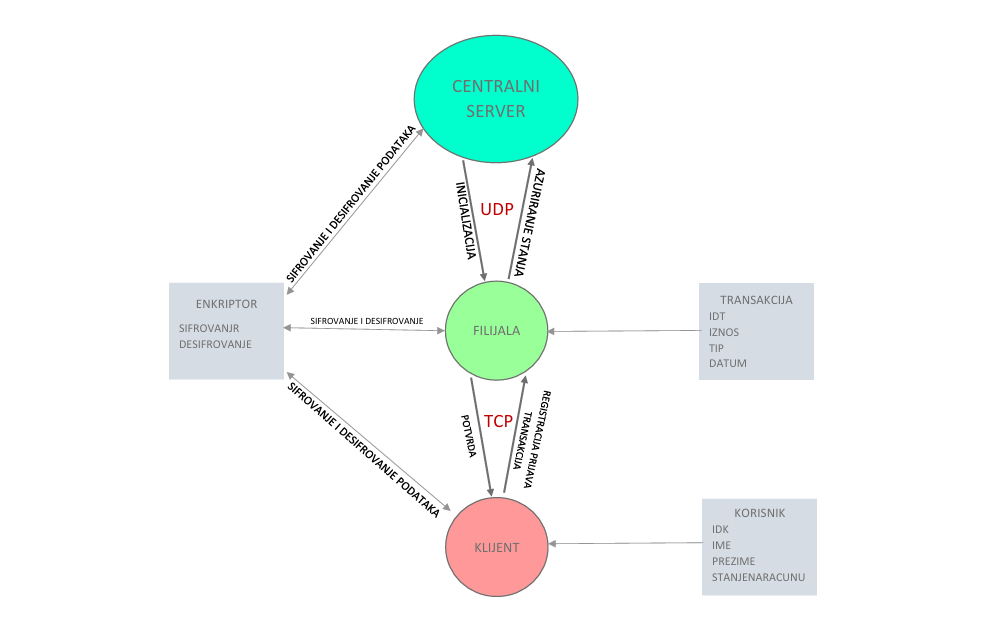 CENTRALNI
SERVER
SIFROVANJE I DESIFROVANJE PODATAKA
INICIALIZACIJA
UDP
AZURIRANJE STANJA
ENKRIPTOR
SIFROVANJR
DESIFROVANJE
SIFROVANJE I DESIFROVANJE
FILIJALA
TRANSAKCIJA
IDT
IZNOS
TIP
DATUM
SIFROVANJE I DESIFROVANJE PODATAKA
POTVRDA
TCP
REGISTRACIJA PRIJAVA
TRANSAKCIJA
KLIJENT
KORISNIK
IDK
IME
PREZIME
STANJENARACUNU